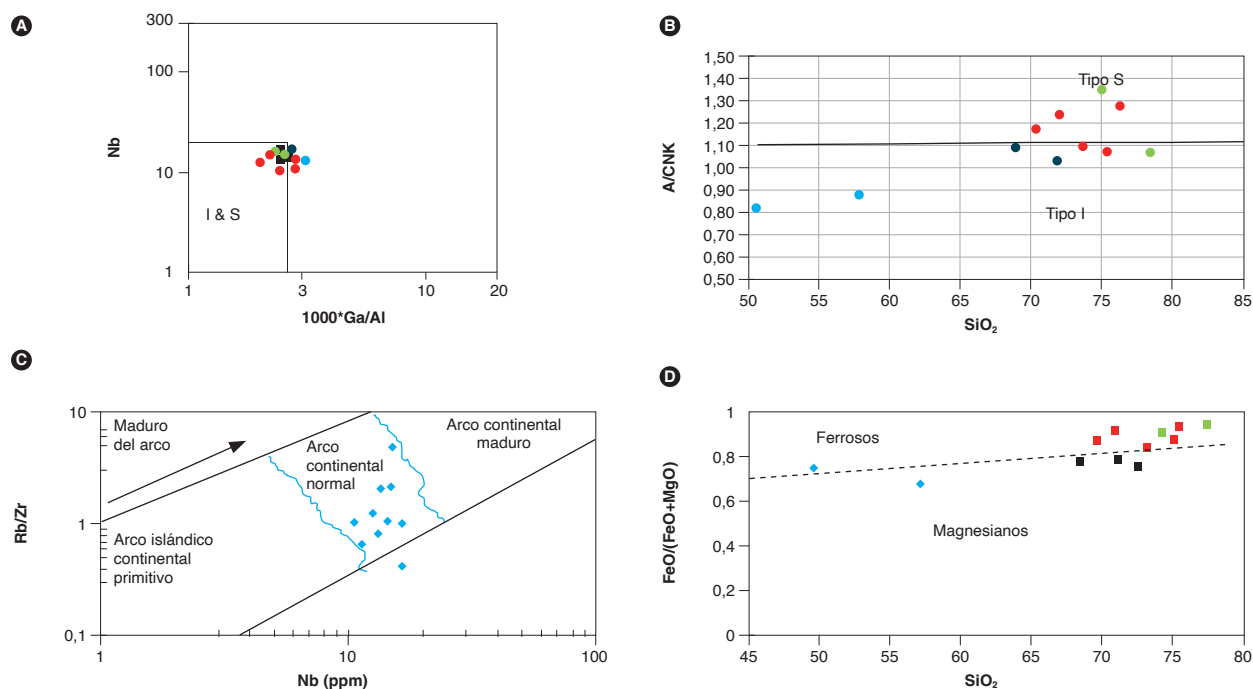 A
300
100
10
1
Nb
I & S
1
3
10
20
1000*Ga/Al
B
1,50
1,40
1,30
1,20
1,10
1,00
0,90
0,80
0,70
0,60
0,50
A/CNK
Tipo S
Tipo I
50
55
60
65
70
75
80
85
SiO₂
C
10
1
0,1
Rb/Zr
Maduro
del arco
Arco
continental
normal
Arco continental
maduro
Arco islándico
continental
primitivo
1
10
100
Nb (ppm)
D
1
0,8
0,6
0,4
0,2
0
FeO/(FeO+MgO)
Ferrosos
Magnesianos
45
50
55
60
65
70
75
80
SiO₂